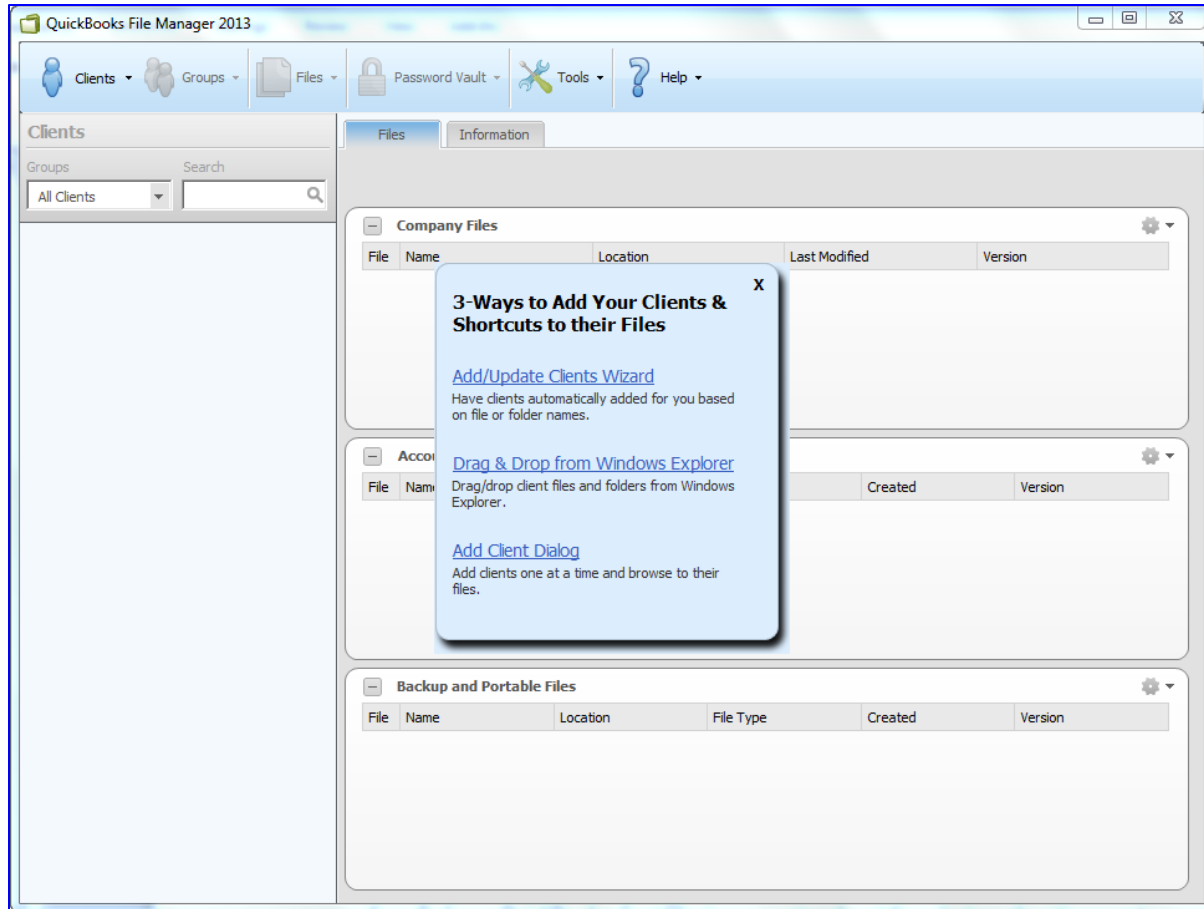 QuickBooks File Manager 2013
Clients Groups Files Password Vault Tools Help
Clients
Groups Search
All Clients
Files Information
Company Files
File Name Location Last Modified Version
3-Ways to Add Your Clients &
Shortcuts to their Files
X
Add/Update Clients Wizard
Have clients automatically added for you based
on file or folder names.
Drag & Drop from Windows Explorer
Drag/drop client files and folders from Windows
Explorer.
Add Client Dialog
Add clients one at a time and browse to their
files.
Accou
File Name Created Version
Backup and Portable Files
File Name Location File Type Created Version